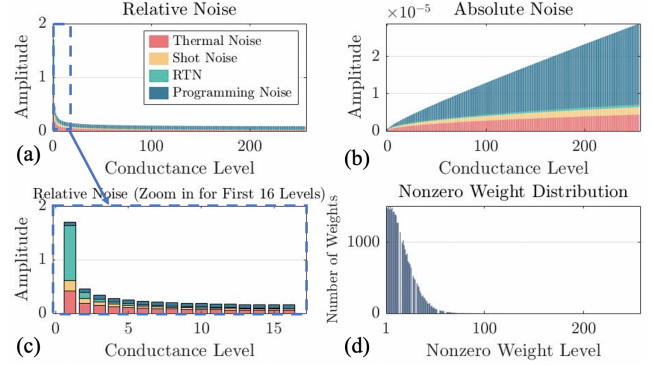 Relative Noise
2
1
0
Amplitude
Thermal Noise
Shot Noise
RTN
Programming Noise
0
100
200
Conductance Level
(a)
×10⁻⁵
Absolute Noise
2
1
0
Amplitude
0
100
200
Conductance Level
(b)
Relative Noise (Zoom in for First 16 Levels)
2
1
0
Amplitude
0
5
10
15
Conductance Level
(c)
Nonzero Weight Distribution
1000
0
Number of Weights
1
100
200
Nonzero Weight Level
(d)